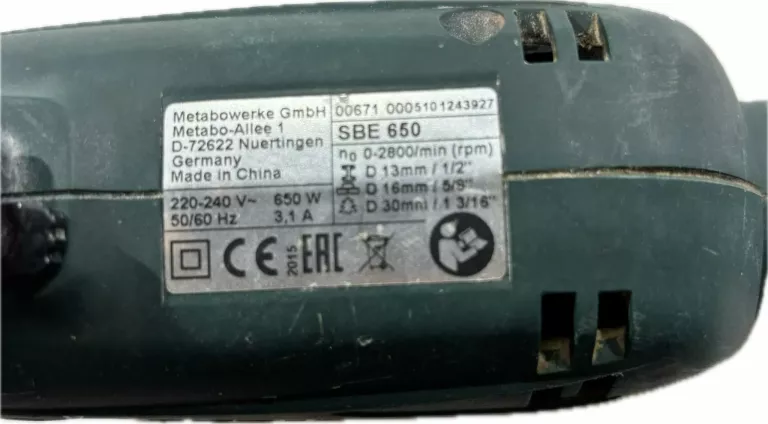 Metabowerke GmbH
Metabo-Allee 1
D-72622 Nuertingen
Germany
Made in China
220-240 V~ 650 W
50/60 Hz 3,1 A
00671 0005101243927
SBE 650
n₀ 0-2800/min (rpm)
D 13mm / 1/2"
D 16mm / 5/8"
D 30mm / 1 3/16"
CE
2015
EAC